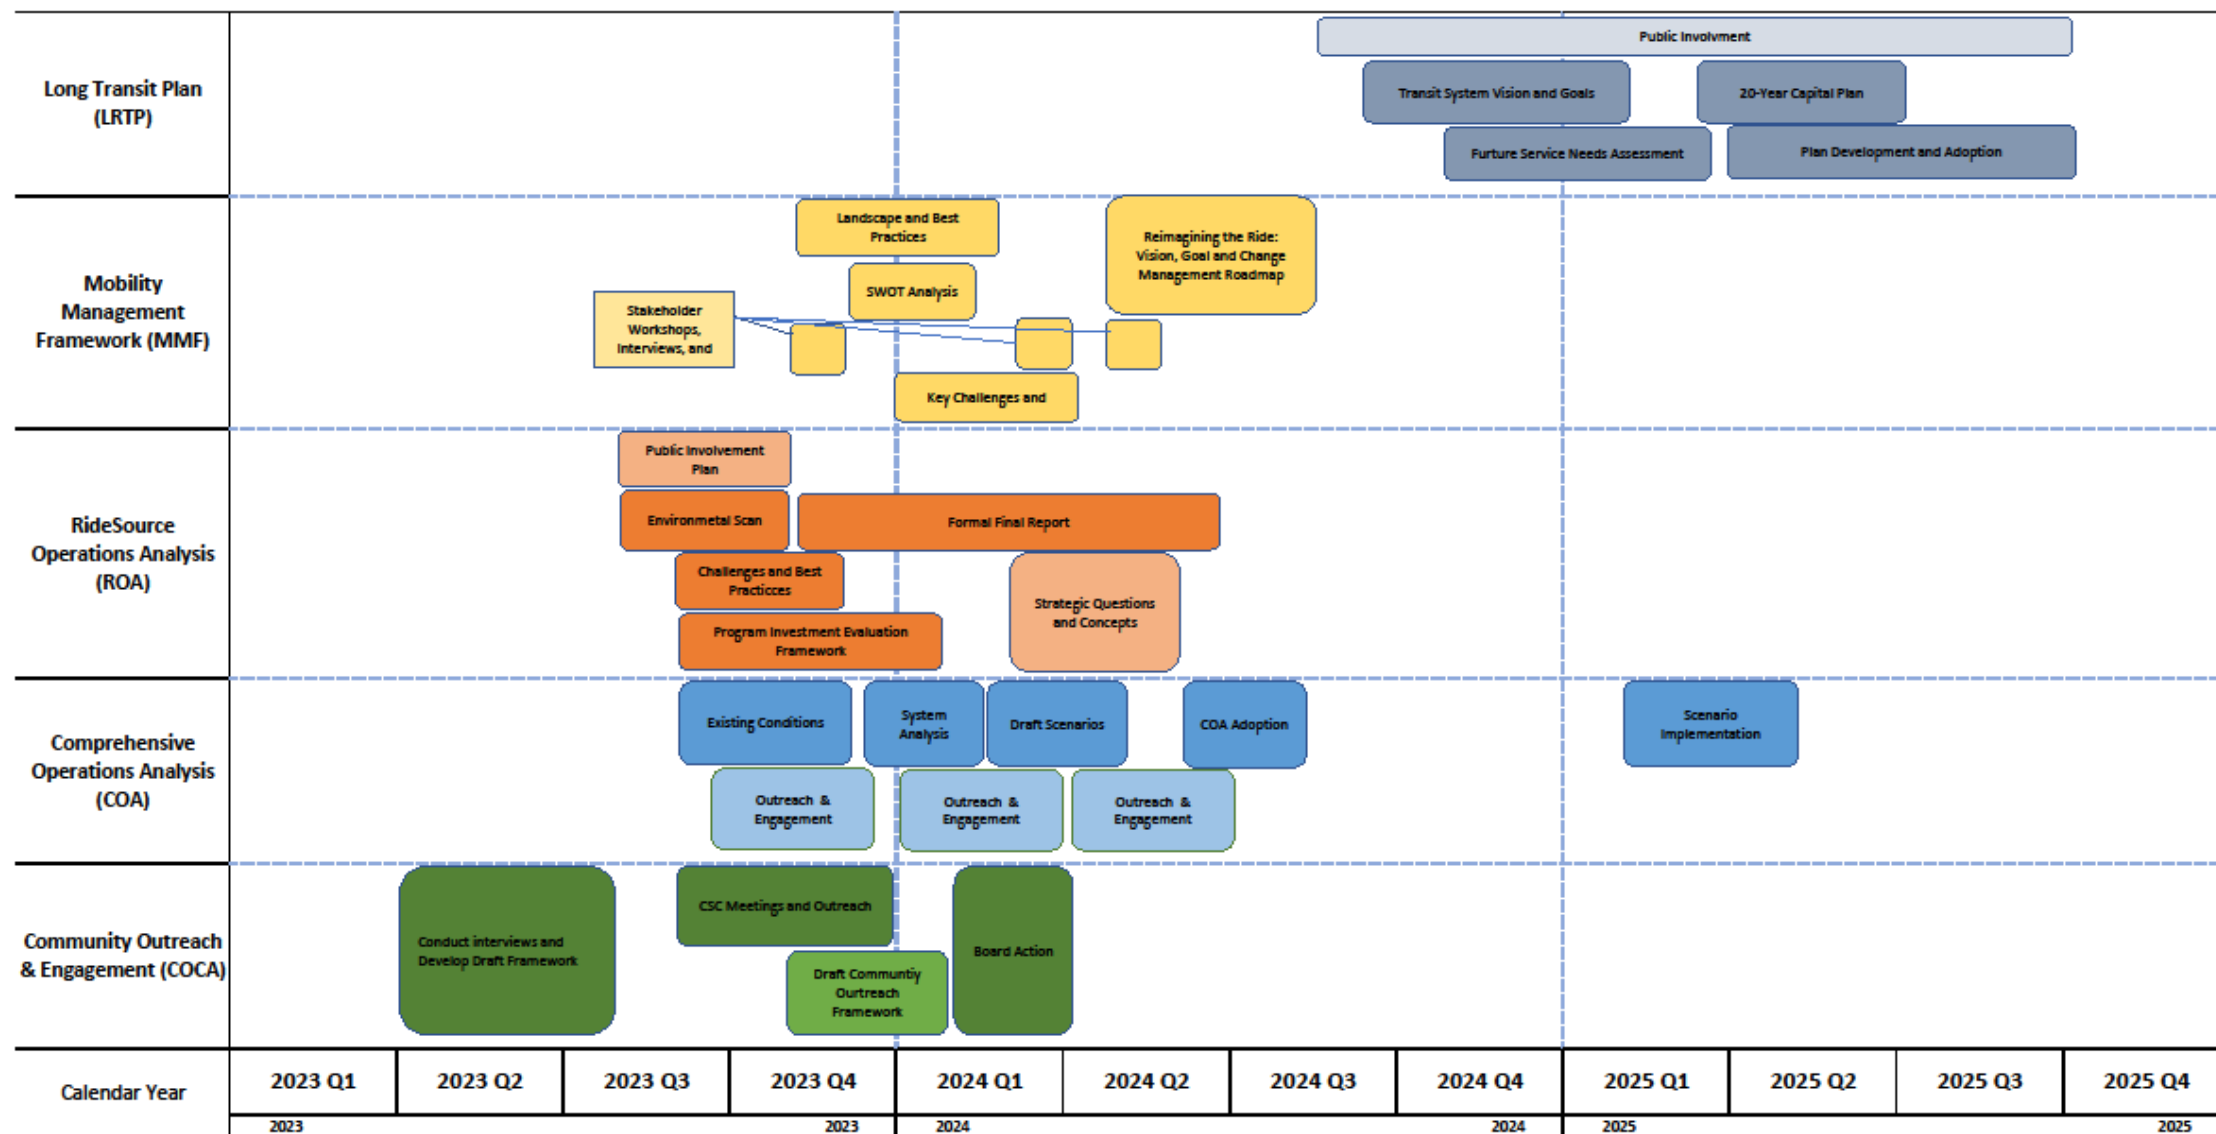 Long Transit Plan
(LRTP)
Public Involvment
Transit System Vision and Goals
20-Year Capital Plan
Furture Service Needs Assessment
Plan Development and Adoption
Mobility
Management
Framework (MMF)
Landscape and Best
Practices
SWOT Analysis
Stakeholder
Workshops,
Interviews, and
Key Challenges and
Reimagining the Ride:
Vision, Goal and Change
Management Roadmap
RideSource
Operations Analysis
(ROA)
Public Involvement
Plan
Environmetal Scan
Formal Final Report
Challenges and Best
Practicces
Program Investment Evaluation
Framework
Strategic Questions
and Concepts
Comprehensive
Operations Analysis
(COA)
Existing Conditions
System
Analysis
Draft Scenarios
COA Adoption
Scenario
Implementation
Outreach &
Engagement
Outreach &
Engagement
Outreach &
Engagement
Community Outreach
& Engagement (COCA)
Conduct interviews and
Develop Draft Framework
CSC Meetings and Outreach
Draft Communtiy
Ourtreach
Framework
Board Action
Calendar Year
2023 Q1
2023 Q2
2023 Q3
2023 Q4
2024 Q1
2024 Q2
2024 Q3
2024 Q4
2025 Q1
2025 Q2
2025 Q3
2025 Q4
2023
2023
2024
2024
2025
2025